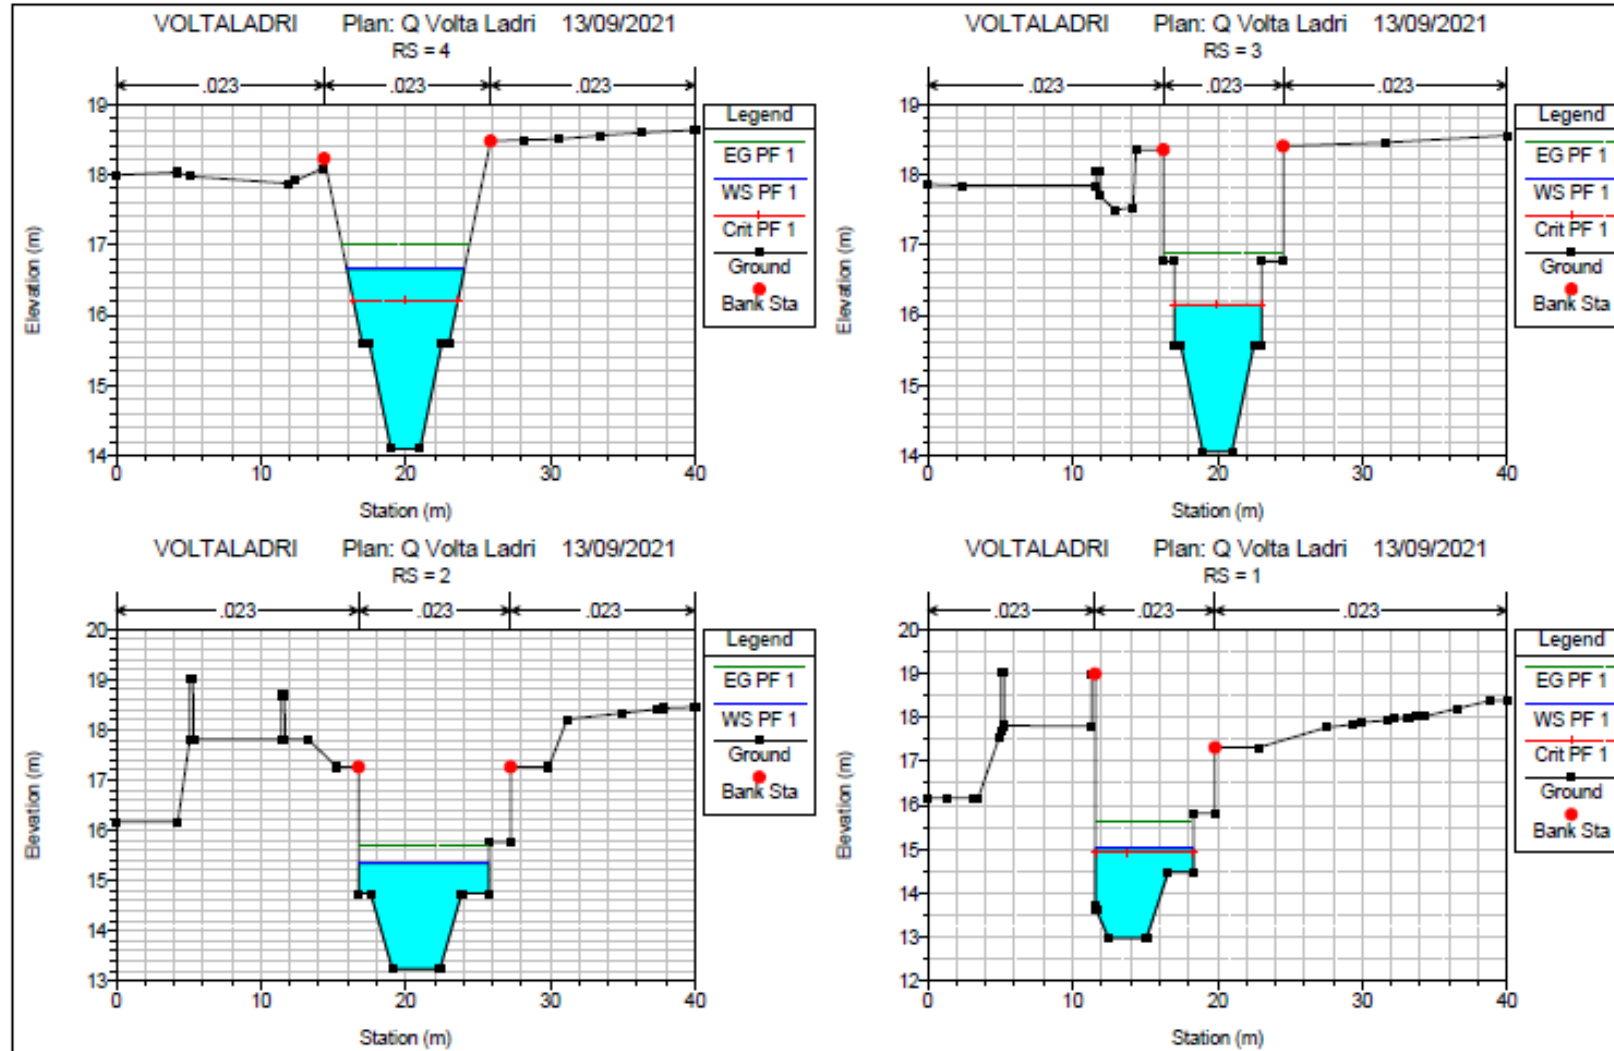 VOLTALADRI Plan: Q Volta Ladri 13/09/2021
RS = 4
.023 .023 .023
Legend
EG PF 1
WS PF 1
Crit PF 1
Ground
Bank Sta
19
18
17
16
15
14
Elevation (m)
0 10 20 30 40
Station (m)
VOLTALADRI Plan: Q Volta Ladri 13/09/2021
RS = 3
.023 .023 .023
Legend
EG PF 1
WS PF 1
Crit PF 1
Ground
Bank Sta
19
18
17
16
15
14
Elevation (m)
0 10 20 30 40
Station (m)
VOLTALADRI Plan: Q Volta Ladri 13/09/2021
RS = 2
.023 .023 .023
Legend
EG PF 1
WS PF 1
Ground
Bank Sta
20
19
18
17
16
15
14
13
Elevation (m)
0 10 20 30 40
Station (m)
VOLTALADRI Plan: Q Volta Ladri 13/09/2021
RS = 1
.023 .023 .023
Legend
EG PF 1
WS PF 1
Crit PF 1
Ground
Bank Sta
20
19
18
17
16
15
14
13
12
Elevation (m)
0 10 20 30 40
Station (m)